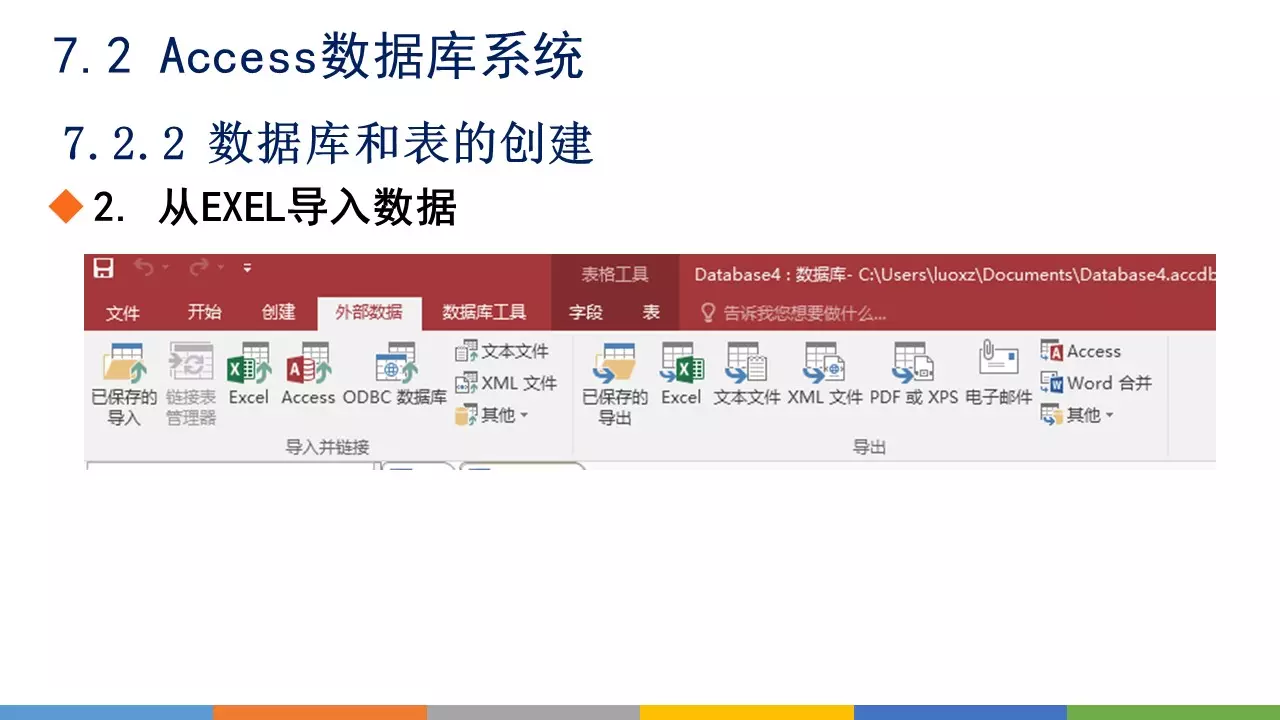 7.2 Access数据库系统
7.2.2 数据库和表的创建
2. 从EXEL导入数据
表格工具
Database4 : 数据库- C:\Users\luoxz\Documents\Database4.accdb
文件 开始 创建 外部数据 数据库工具 字段 表 告诉我您想要做什么...
已保存的导入
链接表管理器
Excel
Access
ODBC 数据库
文本文件
XML 文件
其他
导入并链接
已保存的导出
Excel
文本文件
XML 文件
PDF 或 XPS
电子邮件
Access
Word 合并
其他
导出